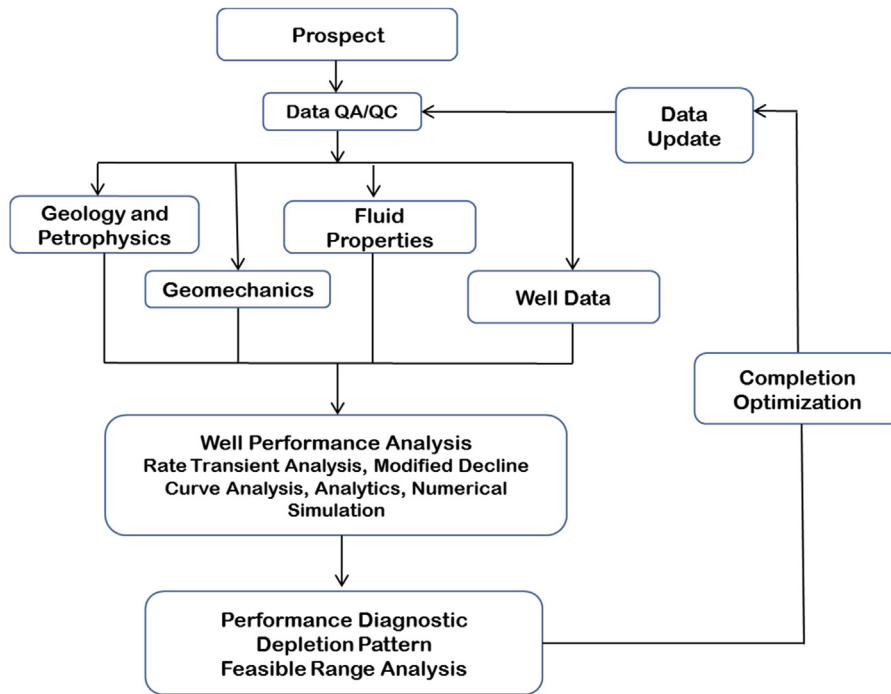 Prospect
Data QA/QC
Data
Update
Geology and
Petrophysics
Fluid
Properties
Geomechanics
Well Data
Completion
Optimization
Well Performance Analysis
Rate Transient Analysis, Modified Decline
Curve Analysis, Analytics, Numerical
Simulation
Performance Diagnostic
Depletion Pattern
Feasible Range Analysis